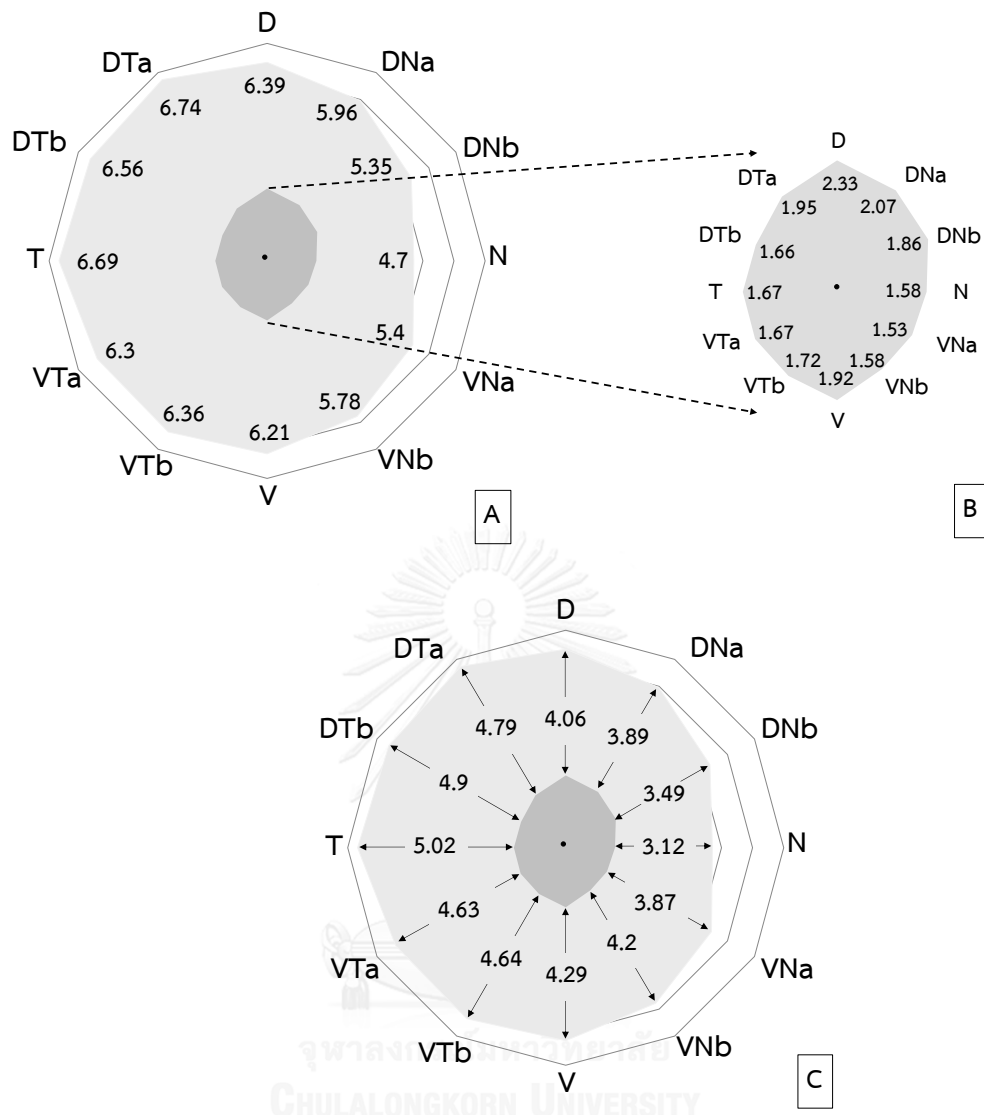 D
DTa
DNa
6.39
6.74
5.96
DTb
DNb
6.56
5.35
T
6.69
4.7
N
6.3
5.4
VTa
VNa
6.36
5.78
6.21
VTb
VNb
V
A
D
DTa
DNa
2.33
1.95
2.07
DTb
DNb
1.66
1.86
T
1.67
1.58
N
1.67
1.53
VTa
VNa
1.72
1.58
1.92
VTb
VNb
V
B
D
DTa
DNa
4.79
4.06
3.89
DTb
DNb
4.9
3.49
T
5.02
3.12
N
4.63
3.87
4.64
4.2
4.29
VTa
VNa
VTb
VNb
V
C
จุฬาลงกรณ์มหาวิทยาลัย
CHULALONGKORN UNIVERSITY